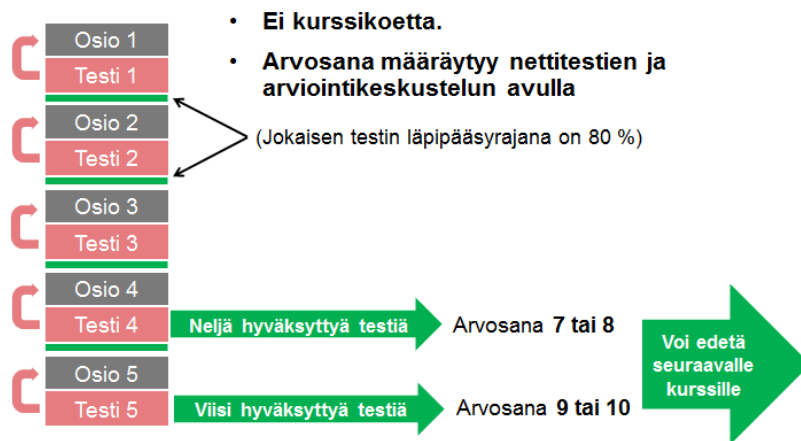 Osio 1
Testi 1
Osio 2
Testi 2
Osio 3
Testi 3
Osio 4
Testi 4
Osio 5
Testi 5
• Ei kurssikoetta.
• Arvosana määräytyy nettitestien ja
arviointikeskustelun avulla
(Jokaisen testin läpipääsyrajana on 80 %)
Neljä hyväksyttyä testiä
Arvosana 7 tai 8
Viisi hyväksyttyä testiä
Arvosana 9 tai 10
Voi edetä
seuraavalle
kurssille